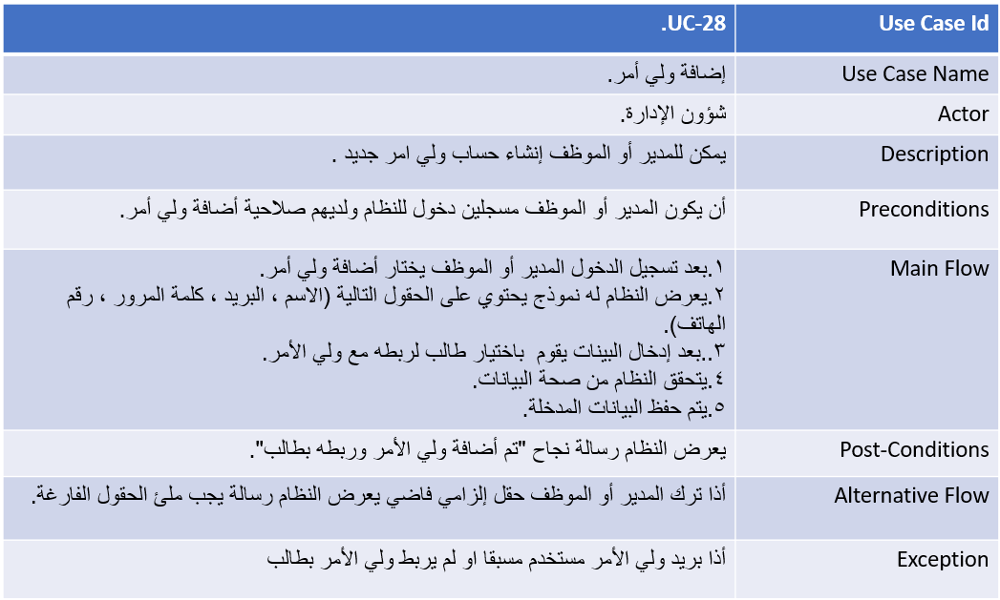 Use Case Id
UC-28.
Use Case Name
إضافة ولي أمر.
Actor
شؤون الإدارة.
Description
يمكن للمدير أو الموظف إنشاء حساب ولي امر جديد .
Preconditions
أن يكون المدير أو الموظف مسجلين دخول للنظام ولديهم صلاحية أضافة ولي أمر.
Main Flow
١.بعد تسجيل الدخول المدير أو الموظف يختار أضافة ولي أمر.
٢.يعرض النظام له نموذج يحتوي على الحقول التالية (الاسم ، البريد ، كلمة المرور ، رقم
الهاتف).
٣..بعد إدخال البينات يقوم  باختيار طالب لربطه مع ولي الأمر.
٤.يتحقق النظام من صحة البيانات.
٥.يتم حفظ البيانات المدخلة.
Post-Conditions
يعرض النظام رسالة نجاح "تم أضافة ولي الأمر وربطه بطالب".
Alternative Flow
أذا ترك المدير أو الموظف حقل إلزامي فاضي يعرض النظام رسالة يجب ملئ الحقول الفارغة.
Exception
أذا بريد ولي الأمر مستخدم مسبقا او لم يربط ولي الأمر بطالب